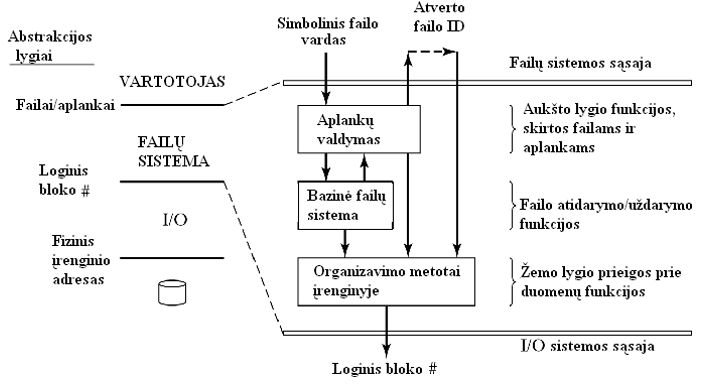 Abstrakcijos
lygiai
VARTOTOJAS
Failai/aplankai
FAILŲ
SISTEMA
Loginis
bloko #
I/O
Fizinis
įrenginio
adresas
Simbolinis failo
vardas
Atverto
failo ID
Failų sistemos sąsaja
Aplankų
valdymas
Aukšto lygio funkcijos,
skirtos failams ir
aplankams
Bazinė failų
sistema
Failo atidarymo/uždarymo
funkcijos
Organizavimo metotai
įrenginyje
Žemo lygio prieigos prie
duomenų funkcijos
I/O sistemos sąsaja
Loginis bloko #